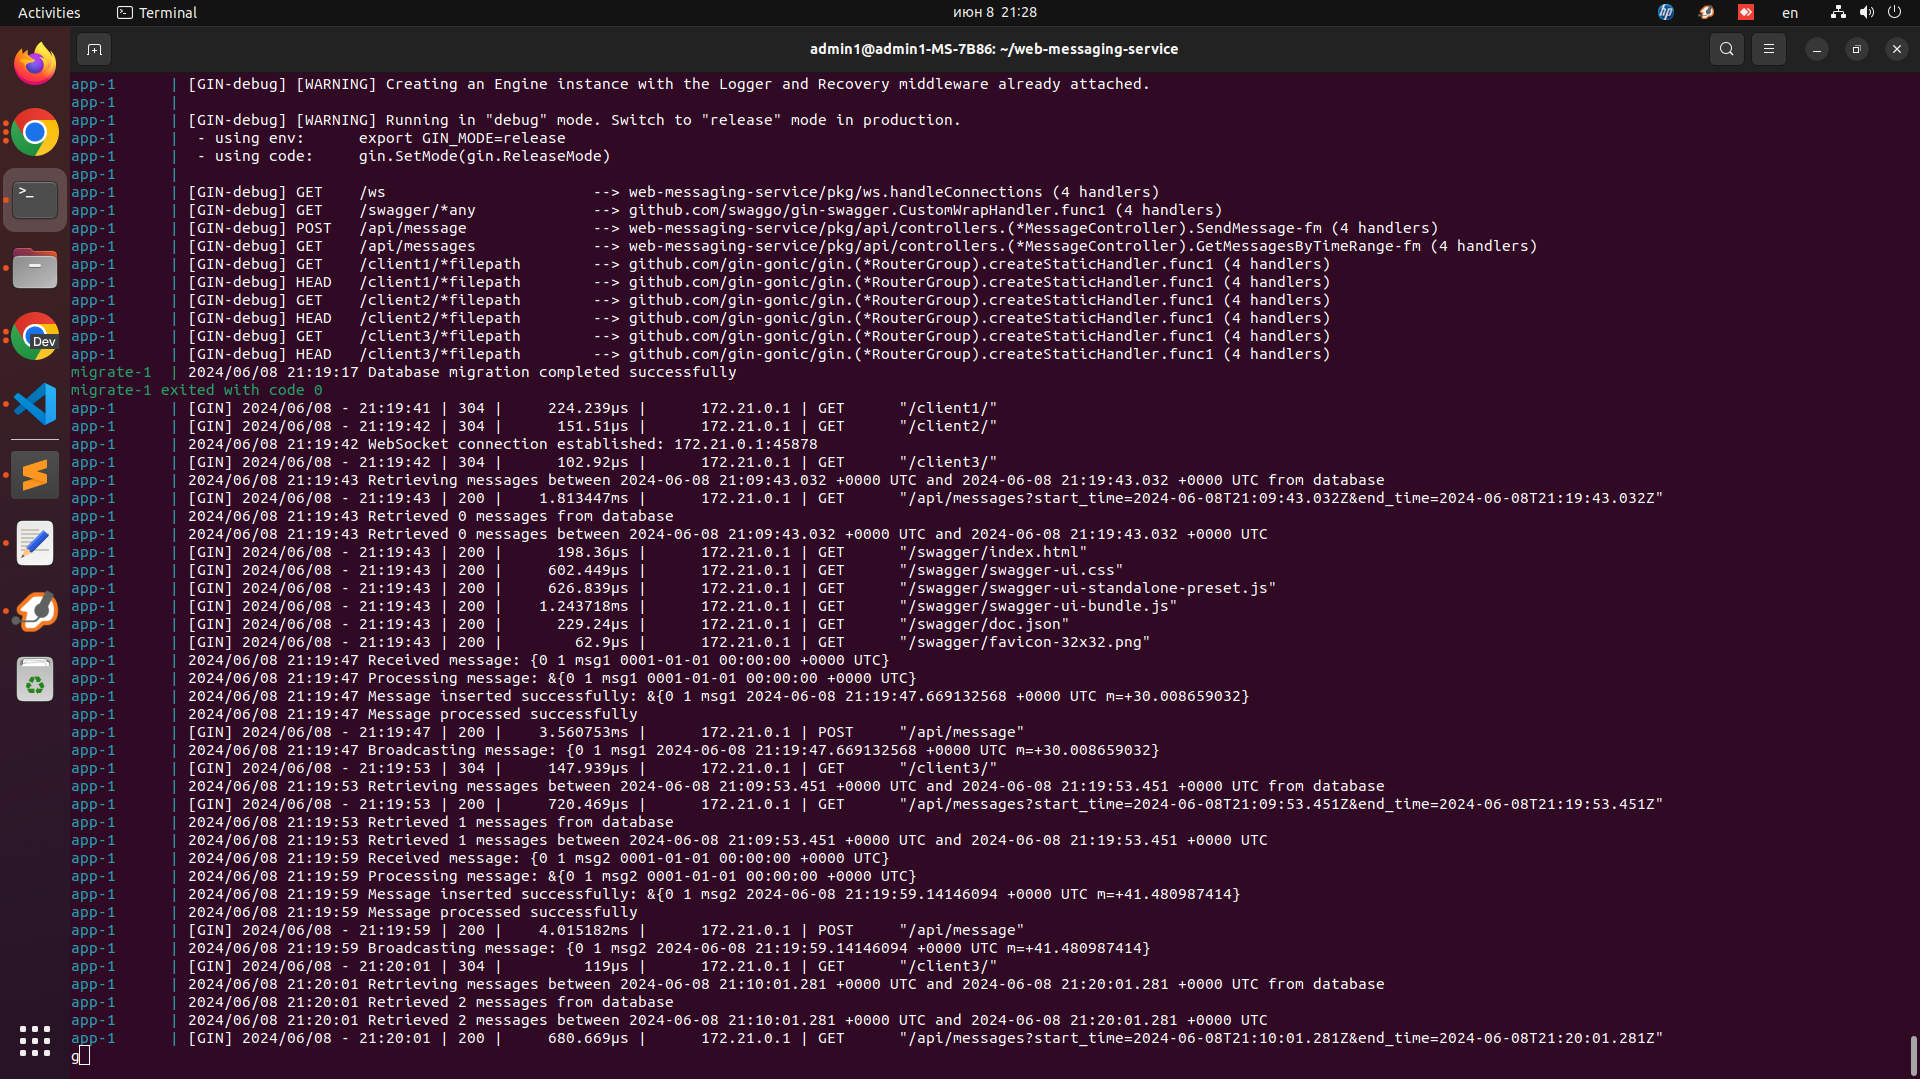 Activities Terminal июн 8 21:28 en
admin1@admin1-MS-7B86: ~/web-messaging-service
app-1 | [GIN-debug] [WARNING] Creating an Engine instance with the Logger and Recovery middleware already attached.
app-1 |
app-1 | [GIN-debug] [WARNING] Running in "debug" mode. Switch to "release" mode in production.
app-1 | - using env: export GIN_MODE=release
app-1 | - using code: gin.SetMode(gin.ReleaseMode)
app-1 |
app-1 | [GIN-debug] GET /ws --> web-messaging-service/pkg/ws.handleConnections (4 handlers)
app-1 | [GIN-debug] GET /swagger/*any --> github.com/swaggo/gin-swagger.CustomWrapHandler.func1 (4 handlers)
app-1 | [GIN-debug] POST /api/message --> web-messaging-service/pkg/api/controllers.(*MessageController).SendMessage-fm (4 handlers)
app-1 | [GIN-debug] GET /api/messages --> web-messaging-service/pkg/api/controllers.(*MessageController).GetMessagesByTimeRange-fm (4 handlers)
app-1 | [GIN-debug] GET /client1/*filepath --> github.com/gin-gonic/gin.(*RouterGroup).createStaticHandler.func1 (4 handlers)
app-1 | [GIN-debug] HEAD /client1/*filepath --> github.com/gin-gonic/gin.(*RouterGroup).createStaticHandler.func1 (4 handlers)
app-1 | [GIN-debug] GET /client2/*filepath --> github.com/gin-gonic/gin.(*RouterGroup).createStaticHandler.func1 (4 handlers)
app-1 | [GIN-debug] HEAD /client2/*filepath --> github.com/gin-gonic/gin.(*RouterGroup).createStaticHandler.func1 (4 handlers)
app-1 | [GIN-debug] GET /client3/*filepath --> github.com/gin-gonic/gin.(*RouterGroup).createStaticHandler.func1 (4 handlers)
app-1 | [GIN-debug] HEAD /client3/*filepath --> github.com/gin-gonic/gin.(*RouterGroup).createStaticHandler.func1 (4 handlers)
migrate-1 | 2024/06/08 21:19:17 Database migration completed successfully
migrate-1 exited with code 0
app-1 | [GIN] 2024/06/08 - 21:19:41 | 304 | 224.239µs | 172.21.0.1 | GET "/client1/"
app-1 | [GIN] 2024/06/08 - 21:19:42 | 304 | 151.51µs | 172.21.0.1 | GET "/client2/"
app-1 | 2024/06/08 21:19:42 WebSocket connection established: 172.21.0.1:45878
app-1 | [GIN] 2024/06/08 - 21:19:42 | 304 | 102.92µs | 172.21.0.1 | GET "/client3/"
app-1 | 2024/06/08 21:19:43 Retrieving messages between 2024-06-08 21:09:43.032 +0000 UTC and 2024-06-08 21:19:43.032 +0000 UTC from database
app-1 | [GIN] 2024/06/08 - 21:19:43 | 200 | 1.813447ms | 172.21.0.1 | GET "/api/messages?start_time=2024-06-08T21:09:43.032Z&end_time=2024-06-08T21:19:43.032Z"
app-1 | 2024/06/08 21:19:43 Retrieved 0 messages from database
app-1 | 2024/06/08 21:19:43 Retrieved 0 messages between 2024-06-08 21:09:43.032 +0000 UTC and 2024-06-08 21:19:43.032 +0000 UTC
app-1 | [GIN] 2024/06/08 - 21:19:43 | 200 | 198.36µs | 172.21.0.1 | GET "/swagger/index.html"
app-1 | [GIN] 2024/06/08 - 21:19:43 | 200 | 602.449µs | 172.21.0.1 | GET "/swagger/swagger-ui.css"
app-1 | [GIN] 2024/06/08 - 21:19:43 | 200 | 626.839µs | 172.21.0.1 | GET "/swagger/swagger-ui-standalone-preset.js"
app-1 | [GIN] 2024/06/08 - 21:19:43 | 200 | 1.243718ms | 172.21.0.1 | GET "/swagger/swagger-ui-bundle.js"
app-1 | [GIN] 2024/06/08 - 21:19:43 | 200 | 229.24µs | 172.21.0.1 | GET "/swagger/doc.json"
app-1 | [GIN] 2024/06/08 - 21:19:43 | 200 | 62.9µs | 172.21.0.1 | GET "/swagger/favicon-32x32.png"
app-1 | 2024/06/08 21:19:47 Received message: {0 1 msg1 0001-01-01 00:00:00 +0000 UTC}
app-1 | 2024/06/08 21:19:47 Processing message: &{0 1 msg1 0001-01-01 00:00:00 +0000 UTC}
app-1 | 2024/06/08 21:19:47 Message inserted successfully: &{0 1 msg1 2024-06-08 21:19:47.669132568 +0000 UTC m=+30.008659032}
app-1 | 2024/06/08 21:19:47 Message processed successfully
app-1 | [GIN] 2024/06/08 - 21:19:47 | 200 | 3.560753ms | 172.21.0.1 | POST "/api/message"
app-1 | 2024/06/08 21:19:47 Broadcasting message: {0 1 msg1 2024-06-08 21:19:47.669132568 +0000 UTC m=+30.008659032}
app-1 | [GIN] 2024/06/08 - 21:19:53 | 304 | 147.939µs | 172.21.0.1 | GET "/client3/"
app-1 | 2024/06/08 21:19:53 Retrieving messages between 2024-06-08 21:09:53.451 +0000 UTC and 2024-06-08 21:19:53.451 +0000 UTC from database
app-1 | [GIN] 2024/06/08 - 21:19:53 | 200 | 720.469µs | 172.21.0.1 | GET "/api/messages?start_time=2024-06-08T21:09:53.451Z&end_time=2024-06-08T21:19:53.451Z"
app-1 | 2024/06/08 21:19:53 Retrieved 1 messages from database
app-1 | 2024/06/08 21:19:53 Retrieved 1 messages between 2024-06-08 21:09:53.451 +0000 UTC and 2024-06-08 21:19:53.451 +0000 UTC
app-1 | 2024/06/08 21:19:59 Received message: {0 1 msg2 0001-01-01 00:00:00 +0000 UTC}
app-1 | 2024/06/08 21:19:59 Processing message: &{0 1 msg2 0001-01-01 00:00:00 +0000 UTC}
app-1 | 2024/06/08 21:19:59 Message inserted successfully: &{0 1 msg2 2024-06-08 21:19:59.14146094 +0000 UTC m=+41.480987414}
app-1 | 2024/06/08 21:19:59 Message processed successfully
app-1 | [GIN] 2024/06/08 - 21:19:59 | 200 | 4.015182ms | 172.21.0.1 | POST "/api/message"
app-1 | 2024/06/08 21:19:59 Broadcasting message: {0 1 msg2 2024-06-08 21:19:59.14146094 +0000 UTC m=+41.480987414}
app-1 | [GIN] 2024/06/08 - 21:20:01 | 304 | 119µs | 172.21.0.1 | GET "/client3/"
app-1 | 2024/06/08 21:20:01 Retrieving messages between 2024-06-08 21:10:01.281 +0000 UTC and 2024-06-08 21:20:01.281 +0000 UTC from database
app-1 | 2024/06/08 21:20:01 Retrieved 2 messages from database
app-1 | 2024/06/08 21:20:01 Retrieved 2 messages between 2024-06-08 21:10:01.281 +0000 UTC and 2024-06-08 21:20:01.281 +0000 UTC
app-1 | [GIN] 2024/06/08 - 21:20:01 | 200 | 680.669µs | 172.21.0.1 | GET "/api/messages?start_time=2024-06-08T21:10:01.281Z&end_time=2024-06-08T21:20:01.281Z"
g
Dev